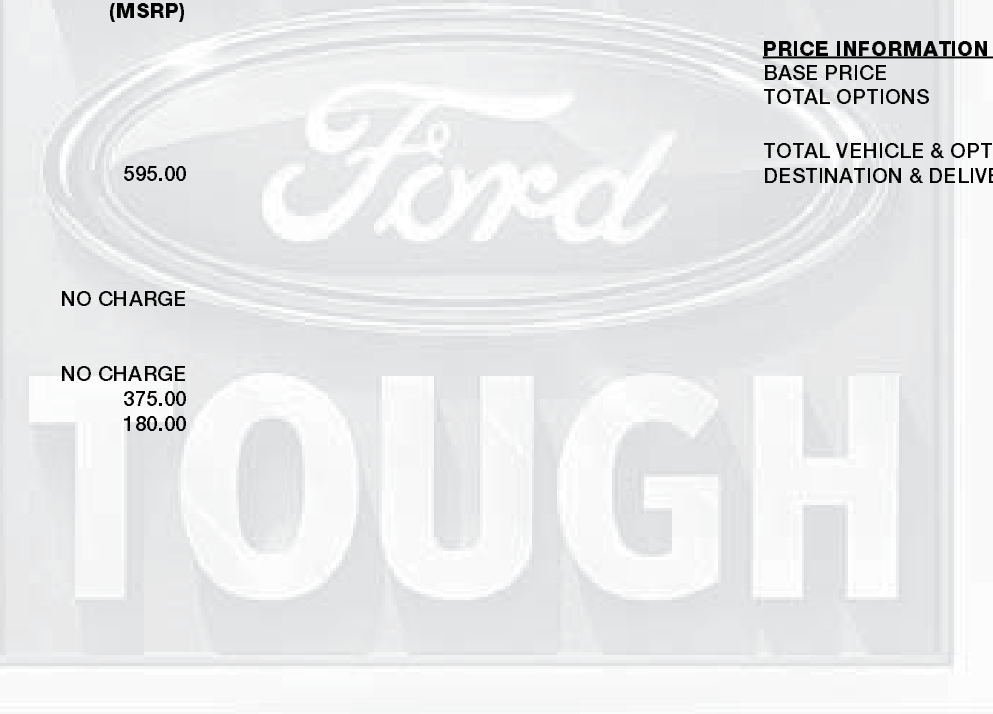 (MSRP)
PRICE INFORMATION
BASE PRICE
TOTAL OPTIONS
TOTAL VEHICLE & OPT
595.00
DESTINATION & DELIVE
Ford
NO CHARGE
NO CHARGE
375.00
180.00
TOUGH